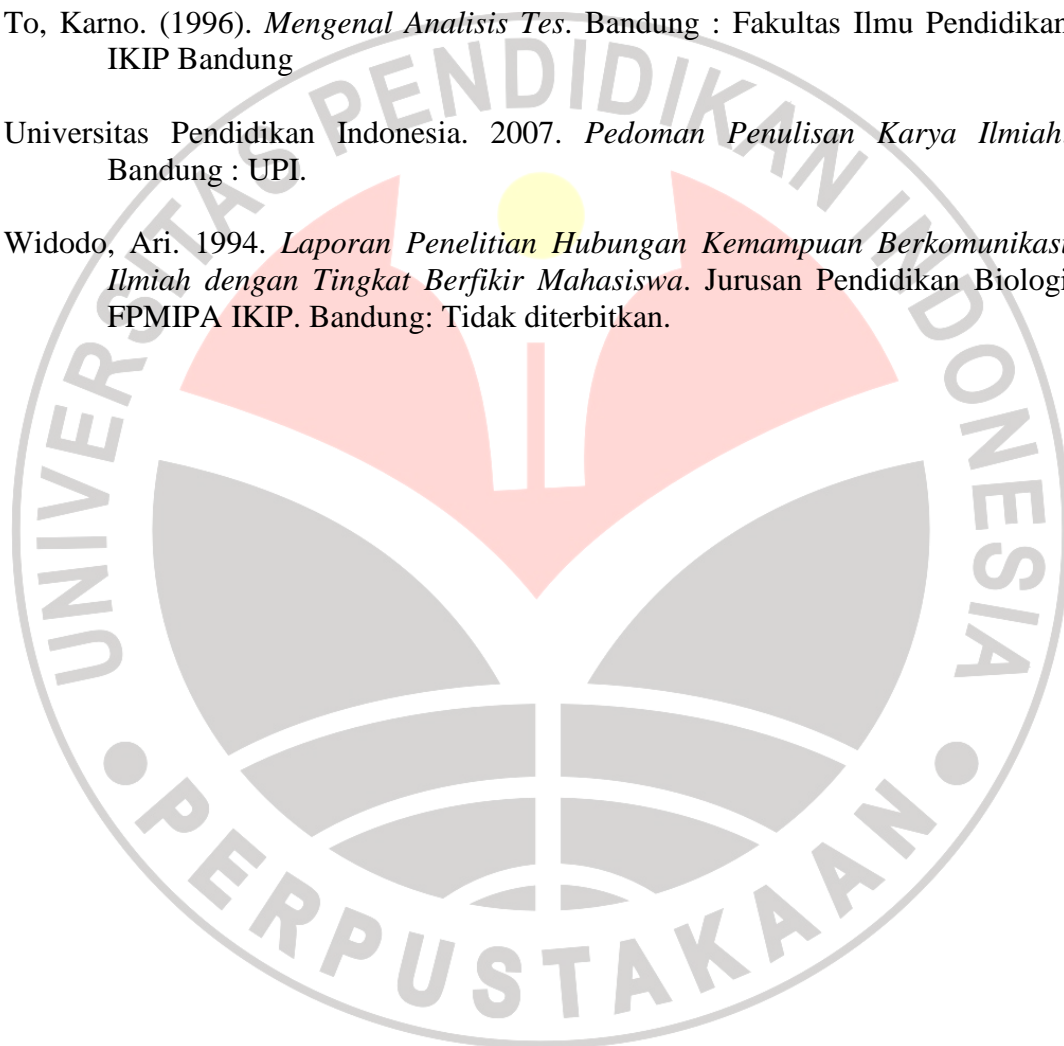 To, Karno. (1996). Mengenal Analisis Tes. Bandung : Fakultas Ilmu Pendidikan
IKIP Bandung
Universitas Pendidikan Indonesia. 2007. Pedoman Penulisan Karya Ilmiah
Bandung : UPI.
Widodo, Ari. 1994. Laporan Penelitian Hubungan Kemampuan Berkomunikasi
Ilmiah dengan Tingkat Berfikir Mahasiswa. Jurusan Pendidikan Biologi
FPMIPA IKIP. Bandung: Tidak diterbitkan.
UNIVERSITAS PENDIDIKAN INDONESIA
PERPUSTAKAAN